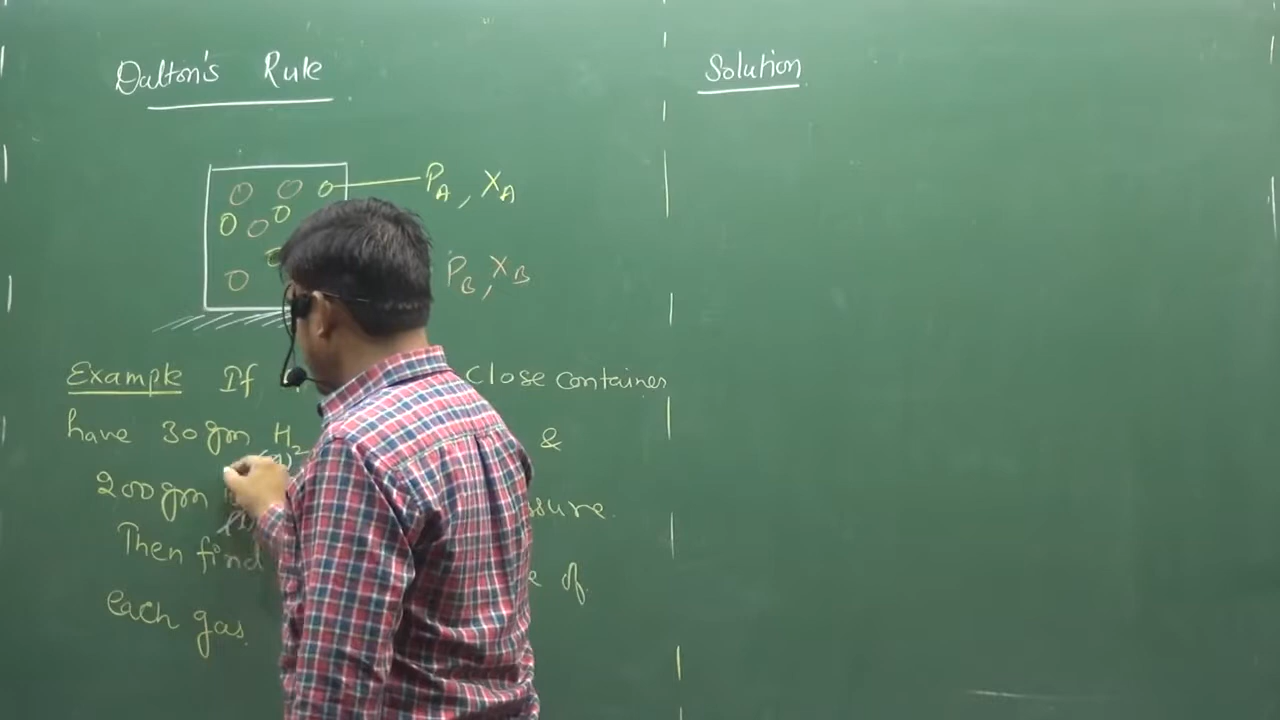 Dalton's Rule
Solution
P_A, X_A
P_B, X_B
Example If Close container
have 30 gm H2 &
200 gm
Then find of
each gas.